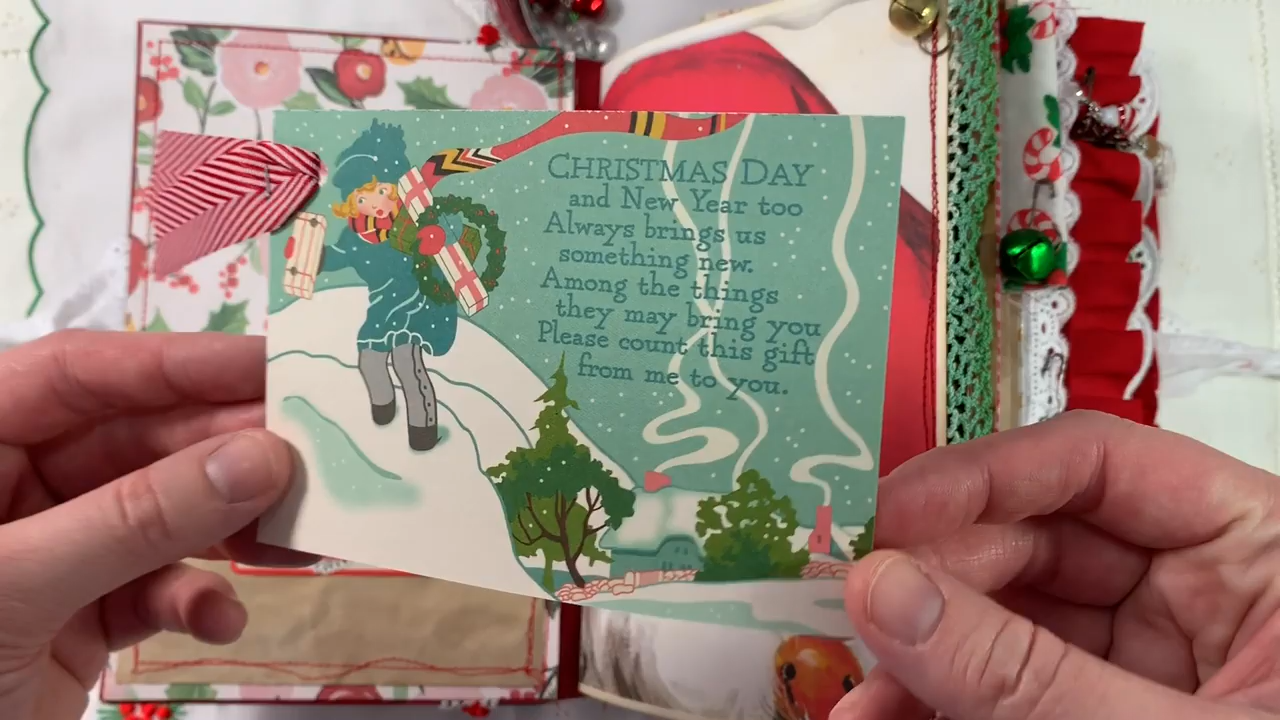 CHRISTMAS DAY
and New Year too
Always brings us
something new.
Among the things
they may bring you
Please count this gift
from me to you.